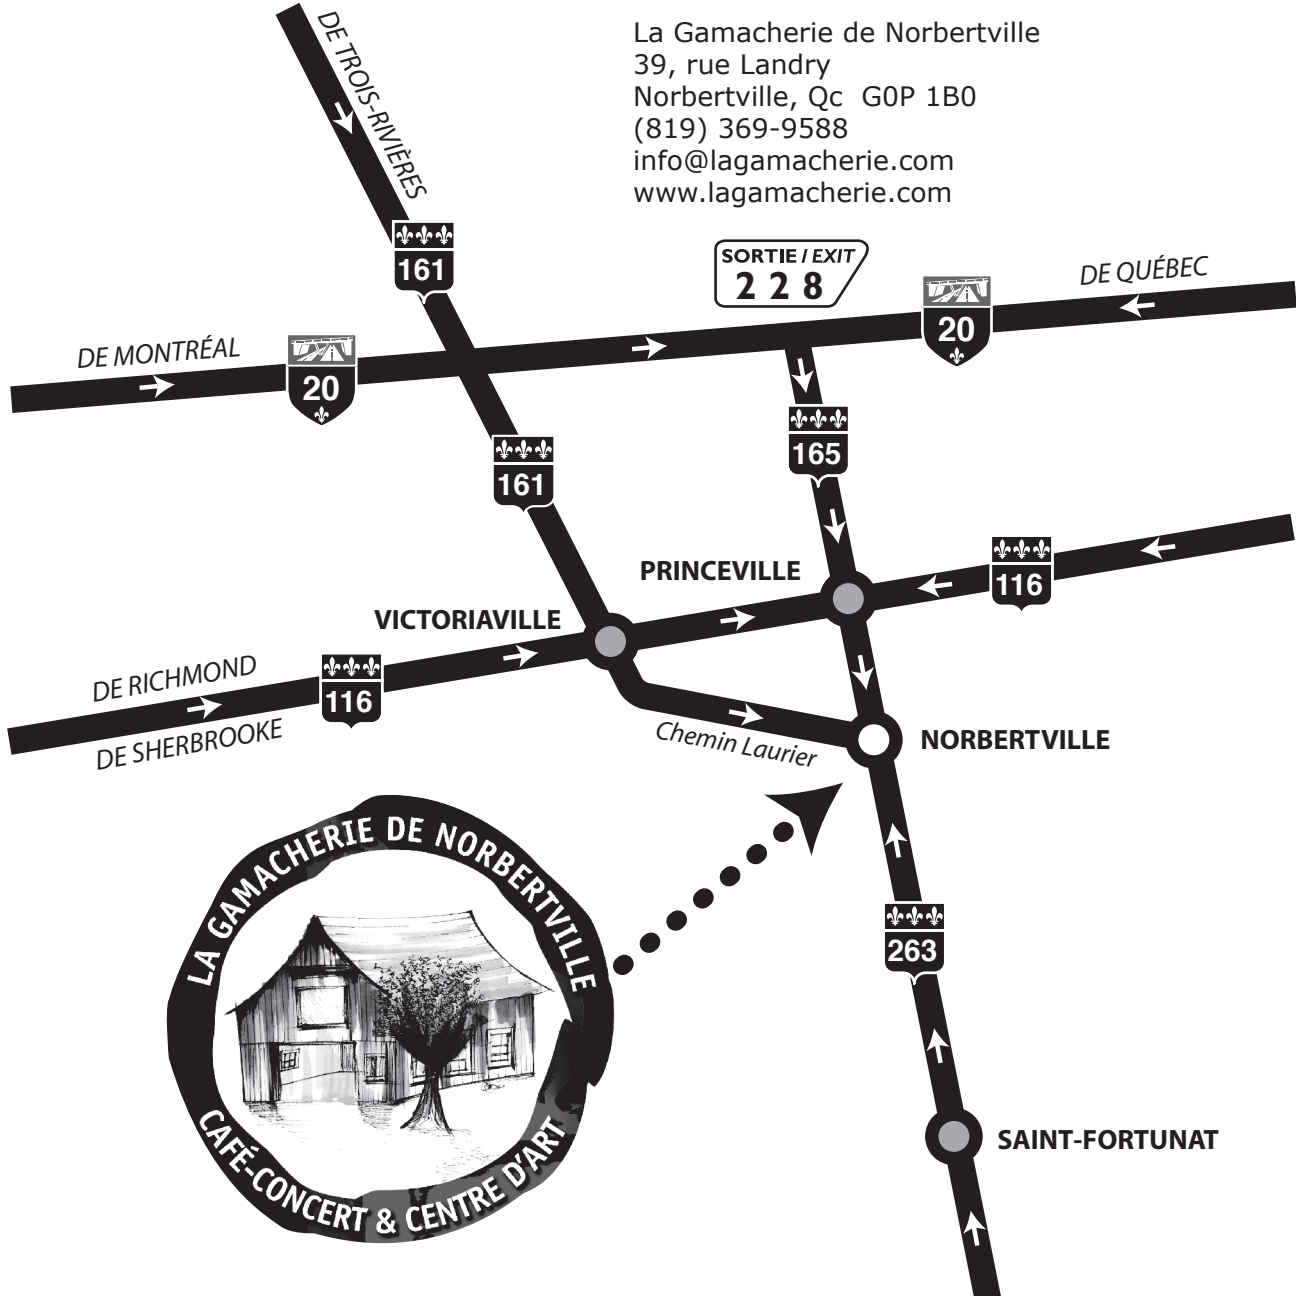 La Gamacherie de Norbertville
39, rue Landry
Norbertville, Qc  G0P 1B0
(819) 369-9588
info@lagamacherie.com
www.lagamacherie.com
DE TROIS-RIVIÈRES
161
SORTIE / EXIT
2 2 8
DE QUÉBEC
20
DE MONTRÉAL
20
161
165
PRINCEVILLE
116
VICTORIAVILLE
DE RICHMOND
116
DE SHERBROOKE
Chemin Laurier
NORBERTVILLE
LA GAMACHERIE DE NORBERTVILLE
CAFÉ-CONCERT & CENTRE D'ART
263
SAINT-FORTUNAT